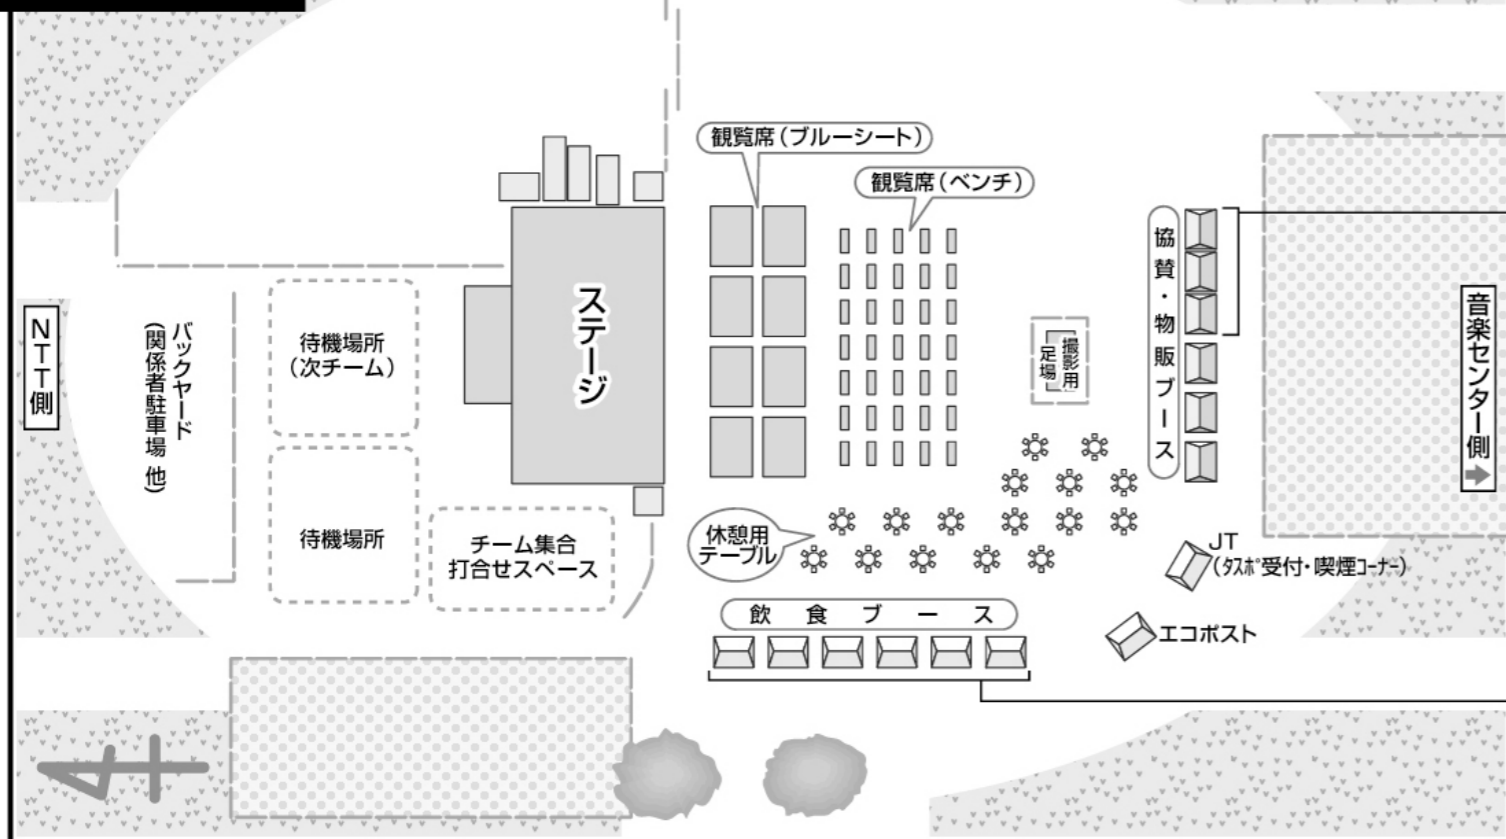 観覧席（ブルーシート）
観覧席（ベンチ）
協賛・物販ブース
音楽センター側
NTT側
バックヤード
（関係者駐車場 他）
待機場所
（次チーム）
ステージ
撮影用
足場
待機場所
チーム集合
打合せスペース
休憩用
テーブル
JT
（ﾀｽﾎﾟ受付・喫煙ｺｰﾅｰ）
飲食ブース
エコポスト